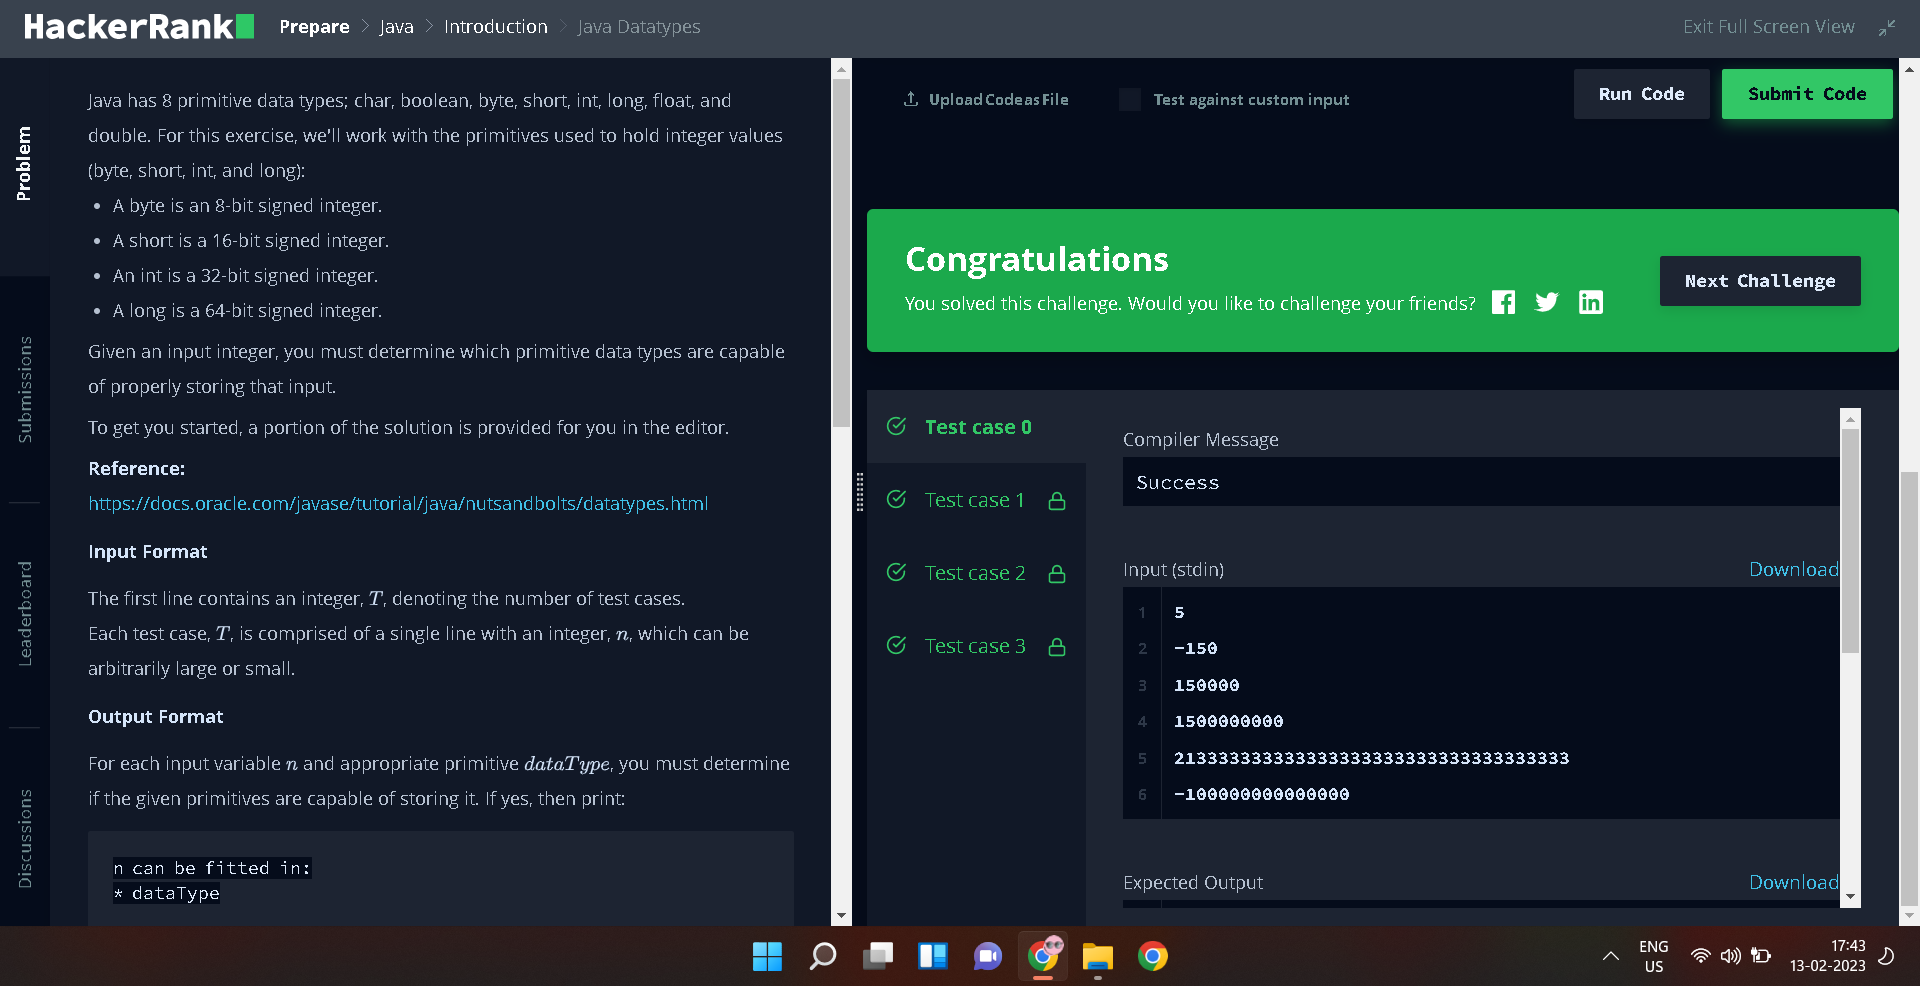 HackerRank
Prepare > Java > Introduction > Java Datatypes
Exit Full Screen View
Problem
Submissions
Leaderboard
Discussions
Java has 8 primitive data types; char, boolean, byte, short, int, long, float, and
double. For this exercise, we'll work with the primitives used to hold integer values
(byte, short, int, and long):
• A byte is an 8-bit signed integer.
• A short is a 16-bit signed integer.
• An int is a 32-bit signed integer.
• A long is a 64-bit signed integer.
Given an input integer, you must determine which primitive data types are capable
of properly storing that input.
To get you started, a portion of the solution is provided for you in the editor.
Reference:
https://docs.oracle.com/javase/tutorial/java/nutsandbolts/datatypes.html
Input Format
The first line contains an integer, T, denoting the number of test cases.
Each test case, T, is comprised of a single line with an integer, n, which can be
arbitrarily large or small.
Output Format
For each input variable n and appropriate primitive dataType, you must determine
if the given primitives are capable of storing it. If yes, then print:
n can be fitted in:
* dataType
Upload Code as File
Test against custom input
Run Code
Submit Code
Congratulations
You solved this challenge. Would you like to challenge your friends?
Next Challenge
Test case 0
Test case 1
Test case 2
Test case 3
Compiler Message
Success
Input (stdin)
Download
1 5
2 -150
3 150000
4 1500000000
5 213333333333333333333333333333333333
6 -100000000000000
Expected Output
Download
ENG
US
17:43
13-02-2023